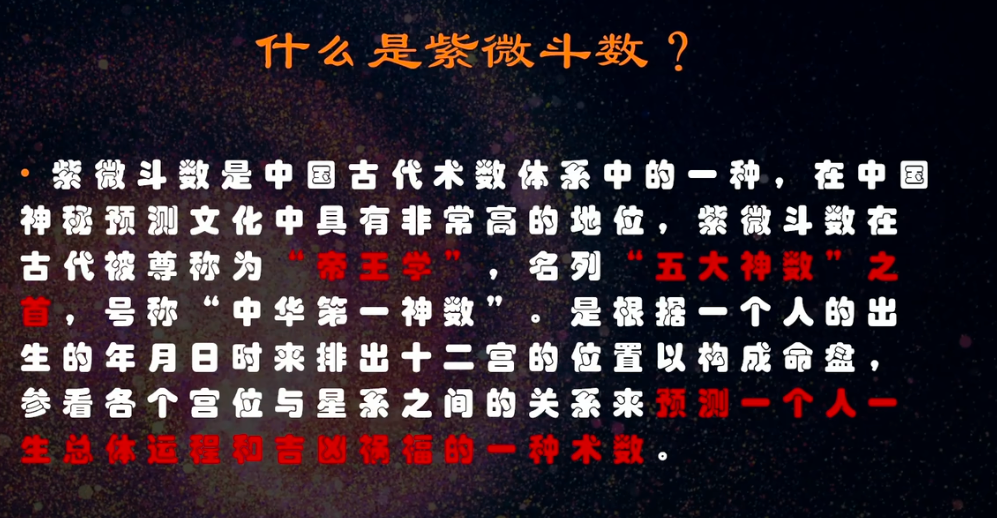 什么是紫微斗数？
• 紫微斗数是中国古代术数体系中的一种，在中国
神秘预测文化中具有非常高的地位，紫微斗数在
古代被尊称为“帝王学”，名列“五大神数”之
首，号称“中华第一神数”。是根据一个人的出
生的年月日时来排出十二宫的位置以构成命盘，
参看各个宫位与星系之间的关系来预测一个人一
生总体运程和吉凶祸福的一种术数。